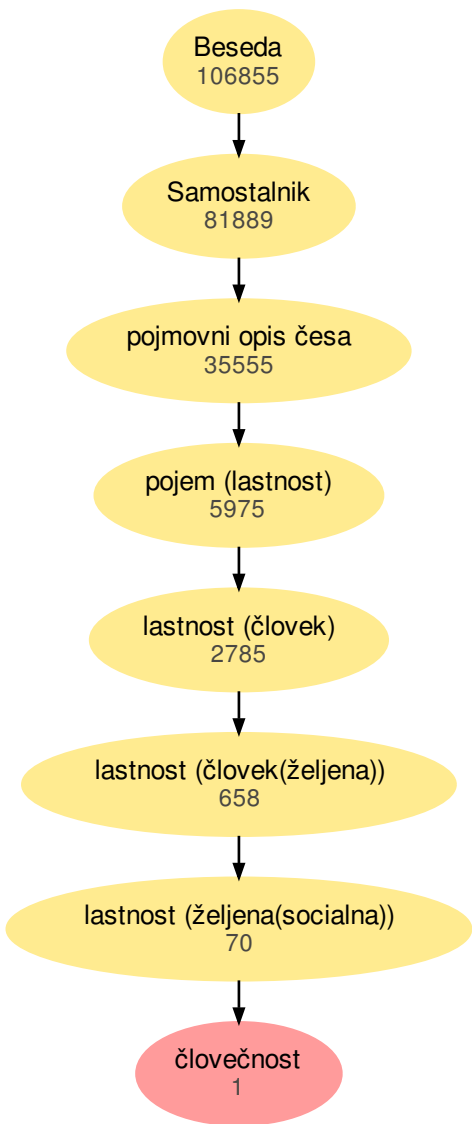 Beseda
106855
Samostalnik
81889
pojmovni opis česa
35555
pojem (lastnost)
5975
lastnost (človek)
2785
lastnost (človek(željena))
658
lastnost (željena(socialna))
70
človečnost
1